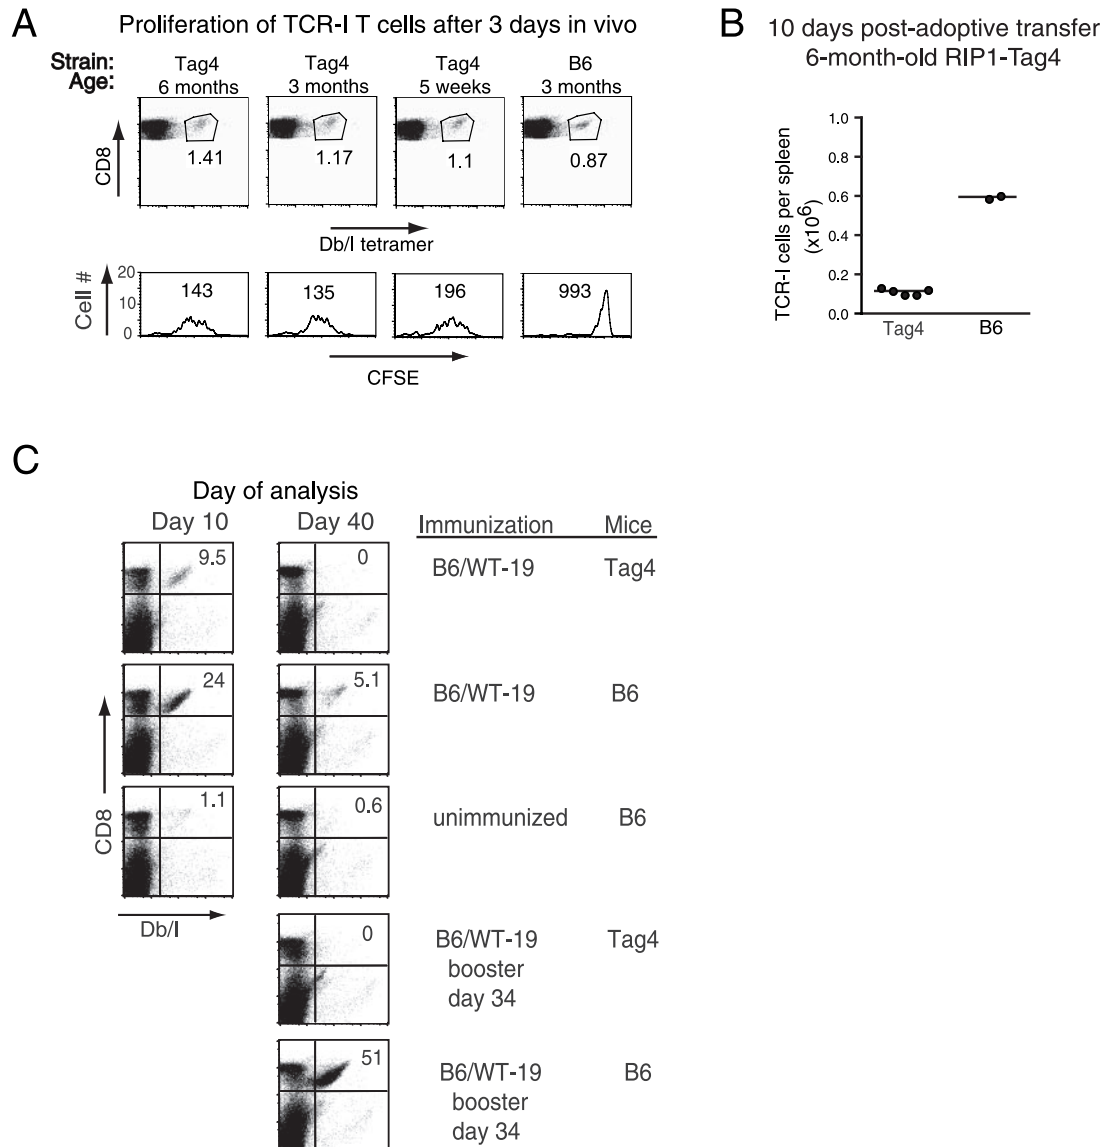 A
Proliferation of TCR-I T cells after 3 days in vivo
Strain:
Age:
Tag4
6 months
Tag4
3 months
Tag4
5 weeks
B6
3 months
CD8
1.41
1.17
1.1
0.87
Db/I tetramer
Cell #
20
10
0
143
135
196
993
CFSE
B
10 days post-adoptive transfer
6-month-old RIP1-Tag4
TCR-I cells per spleen
(x10⁶)
1.0
0.8
0.6
0.4
0.2
0.0
Tag4
B6
C
Day of analysis
Day 10
Day 40
Immunization
Mice
9.5
0
B6/WT-19
Tag4
24
5.1
B6/WT-19
B6
1.1
0.6
unimmunized
B6
CD8
Db/I
0
B6/WT-19
booster
day 34
Tag4
51
B6/WT-19
booster
day 34
B6